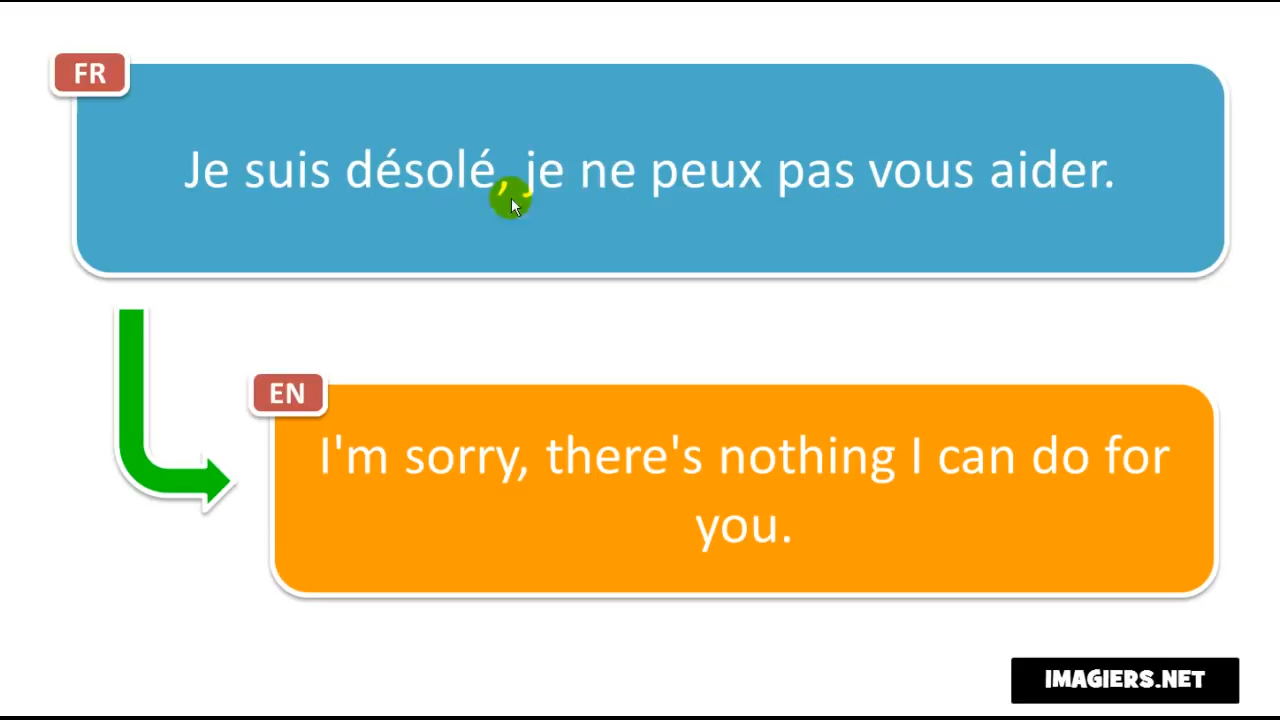 FR
Je suis désolé, je ne peux pas vous aider.
EN
I'm sorry, there's nothing I can do for
you.
IMAGIERS.NET